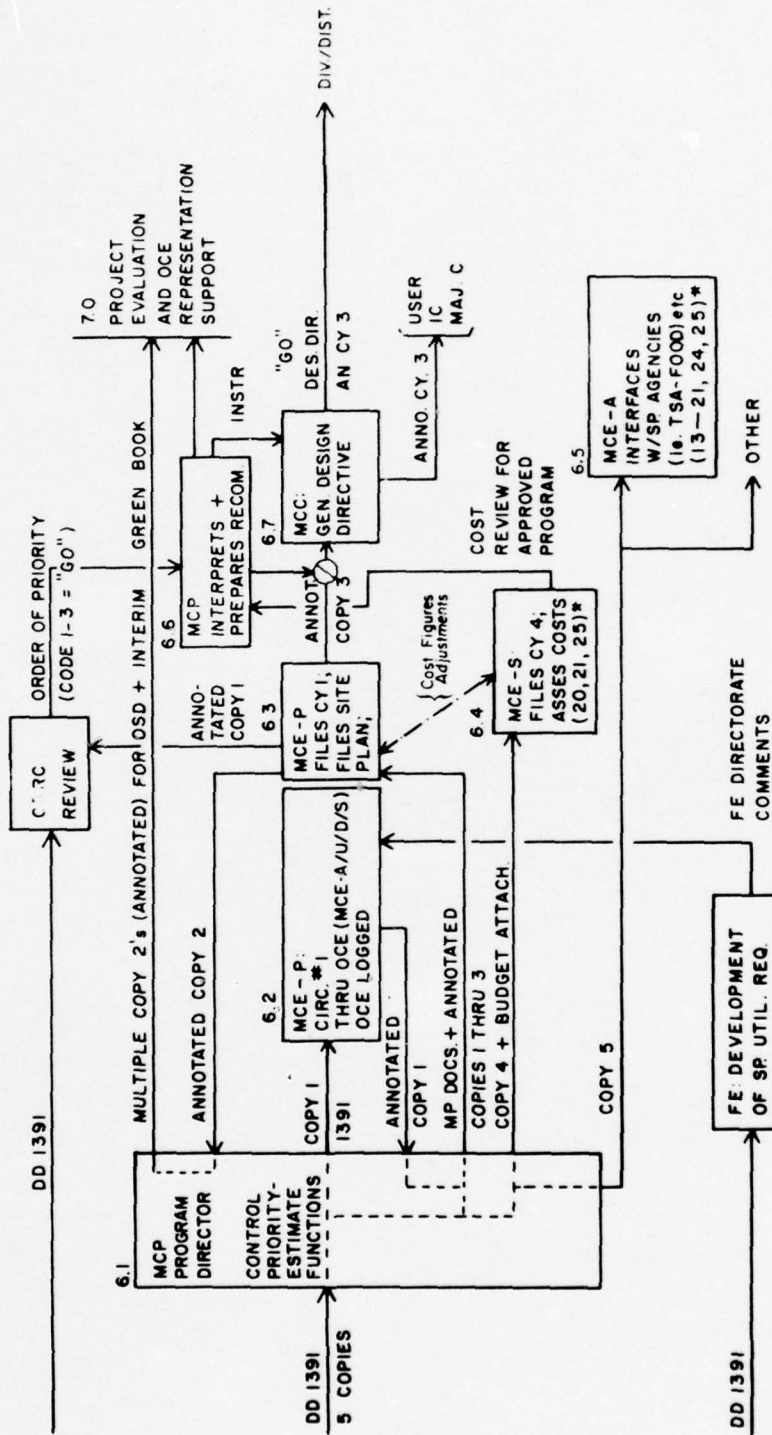 DD 1391
C RC
REVIEW
ORDER OF PRIORITY
(CODE 1-3 = "GO")
MULTIPLE COPY 2's (ANNOTATED) FOR OSD + INTERIM GREEN BOOK
7.0
PROJECT
EVALUATION
AND OCE
REPRESENTATION
SUPPORT
6.1
MCP
PROGRAM
DIRECTOR
CONTROL
PRIORITY-
ESTIMATE
FUNCTIONS
DD 1391
5 COPIES
ANNOTATED COPY 2
COPY 1
1391
6.2
MCE-P:
CIRC. #1
THRU OCE (MCE-A/U/D/S)
OCE LOGGED
ANNOTATED
COPY 1
MP DOCS. + ANNOTATED
COPIES 1 THRU 3
COPY 4 + BUDGET ATTACH.
COPY 5
ANNO-
TATED
COPY 1
6.3
MCE-P
FILES CY 1;
FILES SITE
PLAN;
ANNOT.
COPY 3
6.6
MCP
INTERPRETS +
PREPARES RECOM.
INSTR
6.7
MCC:
GEN. DESIGN
DIRECTIVE
"GO"
DES. DIR.
AN CY 3
DIV./DIST.
ANNO. CY. 3
USER
IC
MAJ. C
Cost Figures
Adjustments
6.4
MCE-S
FILES CY 4;
ASSES COSTS
(20, 21, 25)*
COST
REVIEW FOR
APPROVED
PROGRAM
6.5
MCE-A
INTERFACES
W/SP. AGENCIES
(ie. TSA-FOOD) etc.
(13-21, 24, 25)*
OTHER
DD 1391
FE: DEVELOPMENT
OF SP. UTIL. REQ.
FE DIRECTORATE
COMMENTS